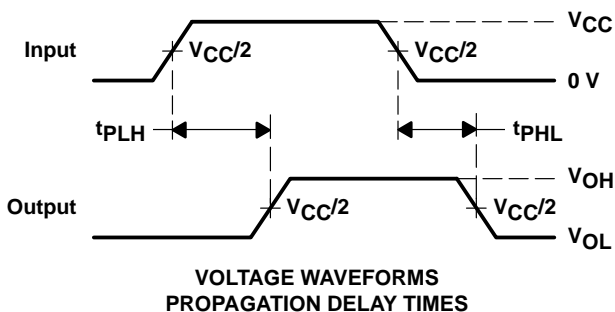 VCC
Input
VCC/2
VCC/2
0 V
tPLH
tPHL
VOH
Output
VCC/2
VCC/2
VOL
VOLTAGE WAVEFORMS
PROPAGATION DELAY TIMES